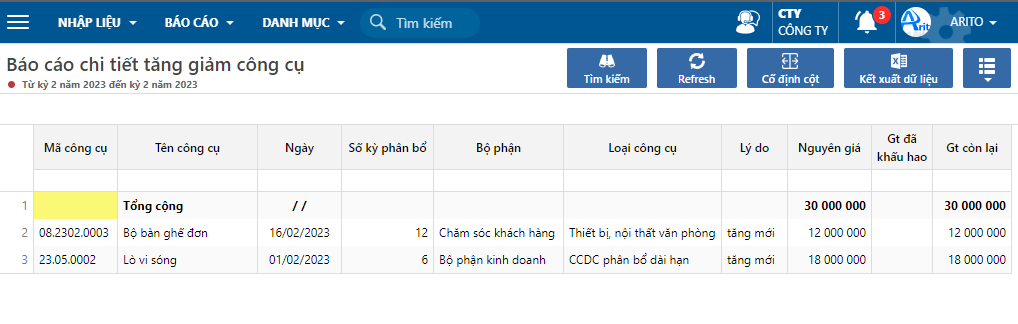 NHẬP LIỆU BÁO CÁO DANH MỤC Tìm kiếm CTY CÔNG TY 3 Arit ARITO
Báo cáo chi tiết tăng giảm công cụ
Từ kỳ 2 năm 2023 đến kỳ 2 năm 2023
Tìm kiếm Refresh Cố định cột Kết xuất dữ liệu
Mã công cụ Tên công cụ Ngày Số kỳ phân bổ Bộ phận Loại công cụ Lý do Nguyên giá Gt đã khấu hao Gt còn lại
1 Tổng cộng / / 30 000 000 30 000 000
2 08.2302.0003 Bộ bàn ghế đơn 16/02/2023 12 Chăm sóc khách hàng Thiết bị, nội thất văn phòng tăng mới 12 000 000 12 000 000
3 23.05.0002 Lò vi sóng 01/02/2023 6 Bộ phận kinh doanh CCDC phân bổ dài hạn tăng mới 18 000 000 18 000 000